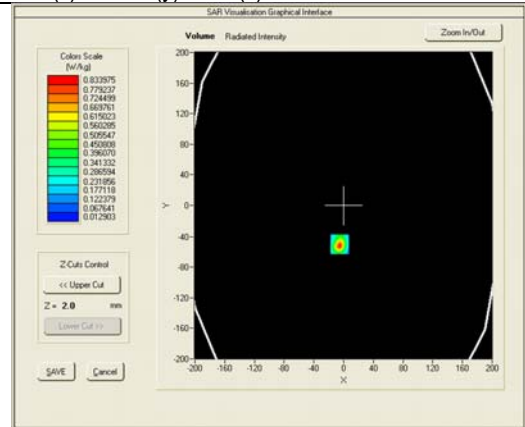 SAR Visualisation Graphical Interface
Volume Radiated Intensity
Zoom In/Out
Colors Scale
(W/kg)
0.833975
0.779237
0.724499
0.669761
0.615023
0.560285
0.505547
0.450808
0.396070
0.341332
0.286594
0.231856
0.177118
0.122379
0.067641
0.012903
Z-Cuts Control
<< Upper Cut
Z = 2.0 mm
Lower Cut >>
SAVE
Cancel
200
160
120
80
40
0
-40
-80
-120
-160
-200
Y
-200 -160 -120 -80 -40 0 40 80 120 160 200
X